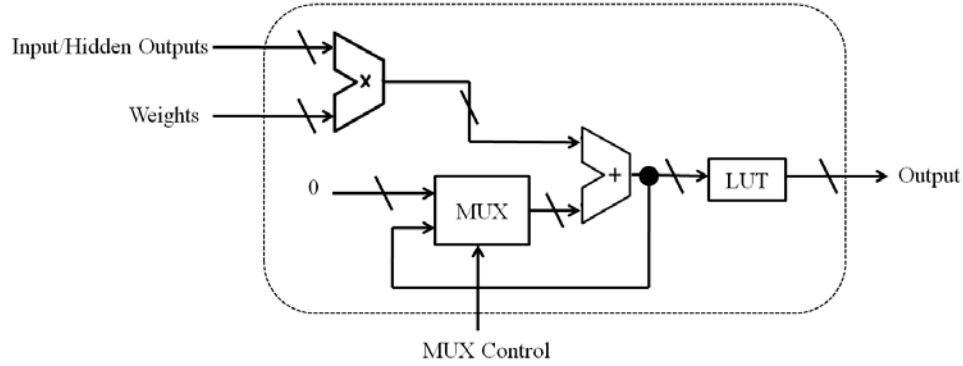 Input/Hidden Outputs
x
Weights
0
MUX
+
LUT
Output
MUX Control